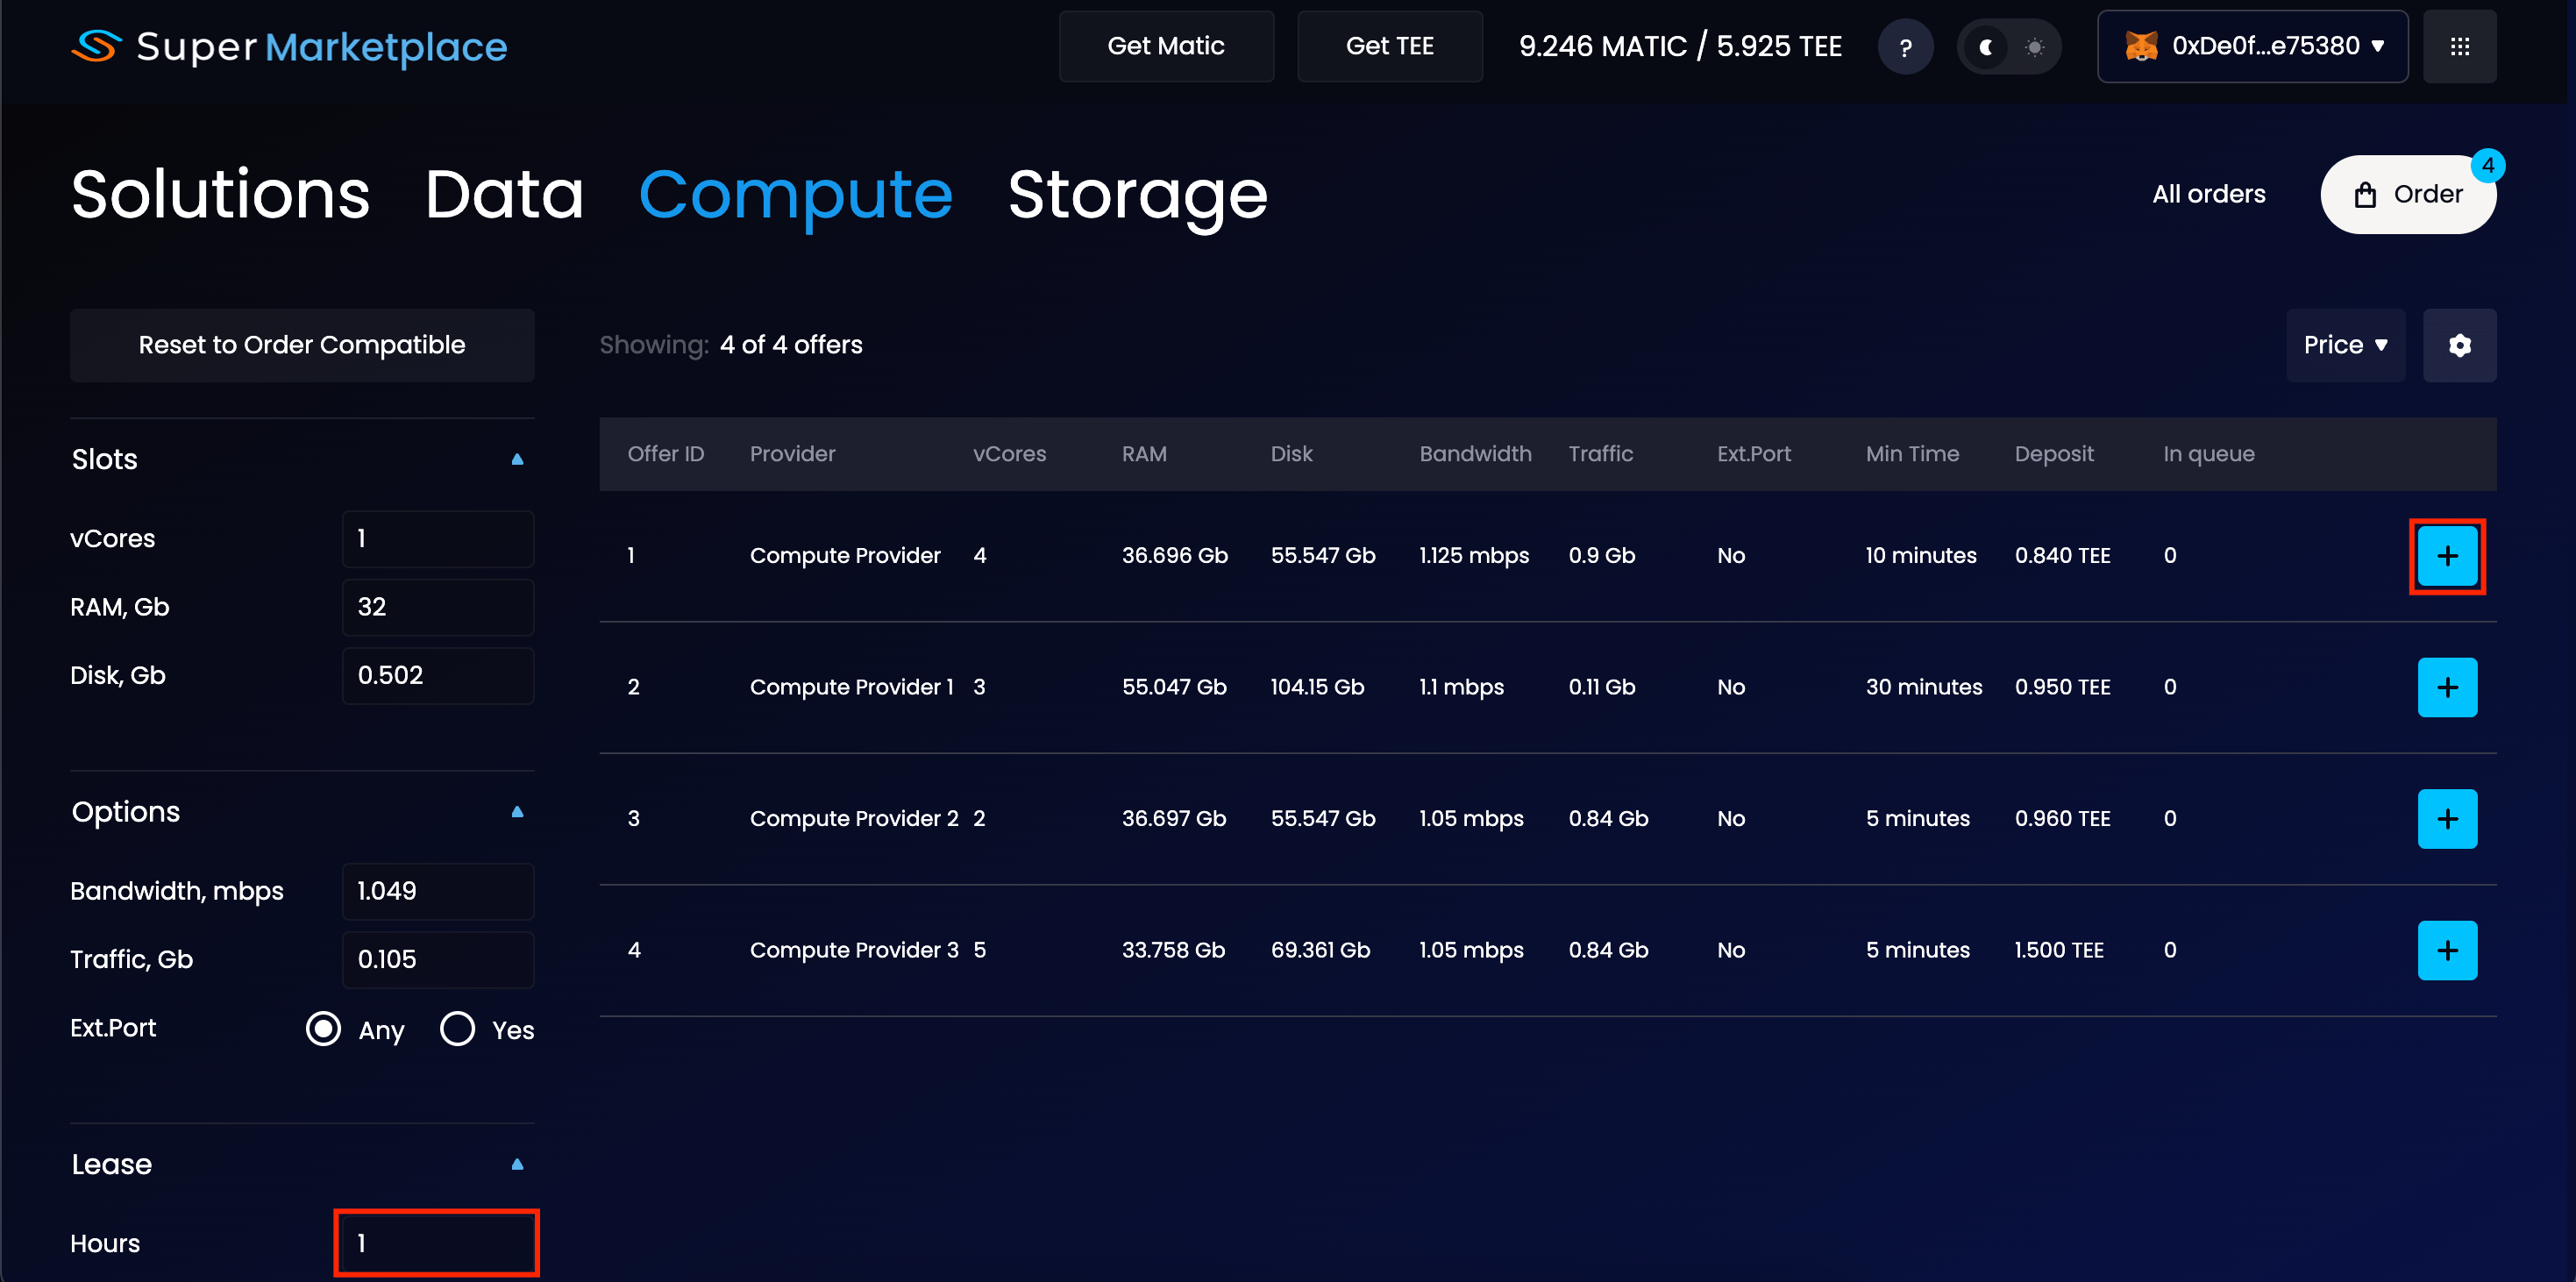 Super Marketplace
Get Matic
Get TEE
9.246 MATIC / 5.925 TEE
?
0xDe0f...e75380
Solutions Data Compute Storage
All orders
Order
4
Reset to Order Compatible
Showing: 4 of 4 offers
Price
Slots
vCores 1
RAM, Gb 32
Disk, Gb 0.502
Options
Bandwidth, mbps 1.049
Traffic, Gb 0.105
Ext.Port Any Yes
Lease
Hours 1
Offer ID Provider vCores RAM Disk Bandwidth Traffic Ext.Port Min Time Deposit In queue
1 Compute Provider 4 36.696 Gb 55.547 Gb 1.125 mbps 0.9 Gb No 10 minutes 0.840 TEE 0 +
2 Compute Provider 1 3 55.047 Gb 104.15 Gb 1.1 mbps 0.11 Gb No 30 minutes 0.950 TEE 0 +
3 Compute Provider 2 2 36.697 Gb 55.547 Gb 1.05 mbps 0.84 Gb No 5 minutes 0.960 TEE 0 +
4 Compute Provider 3 5 33.758 Gb 69.361 Gb 1.05 mbps 0.84 Gb No 5 minutes 1.500 TEE 0 +